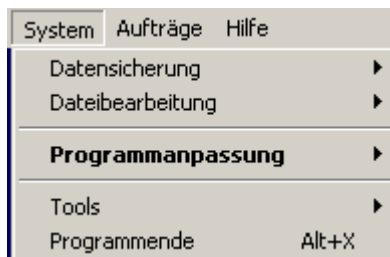 System Aufträge Hilfe
Datensicherung
Dateibearbeitung
Programmanpassung
Tools
Programmende Alt+X